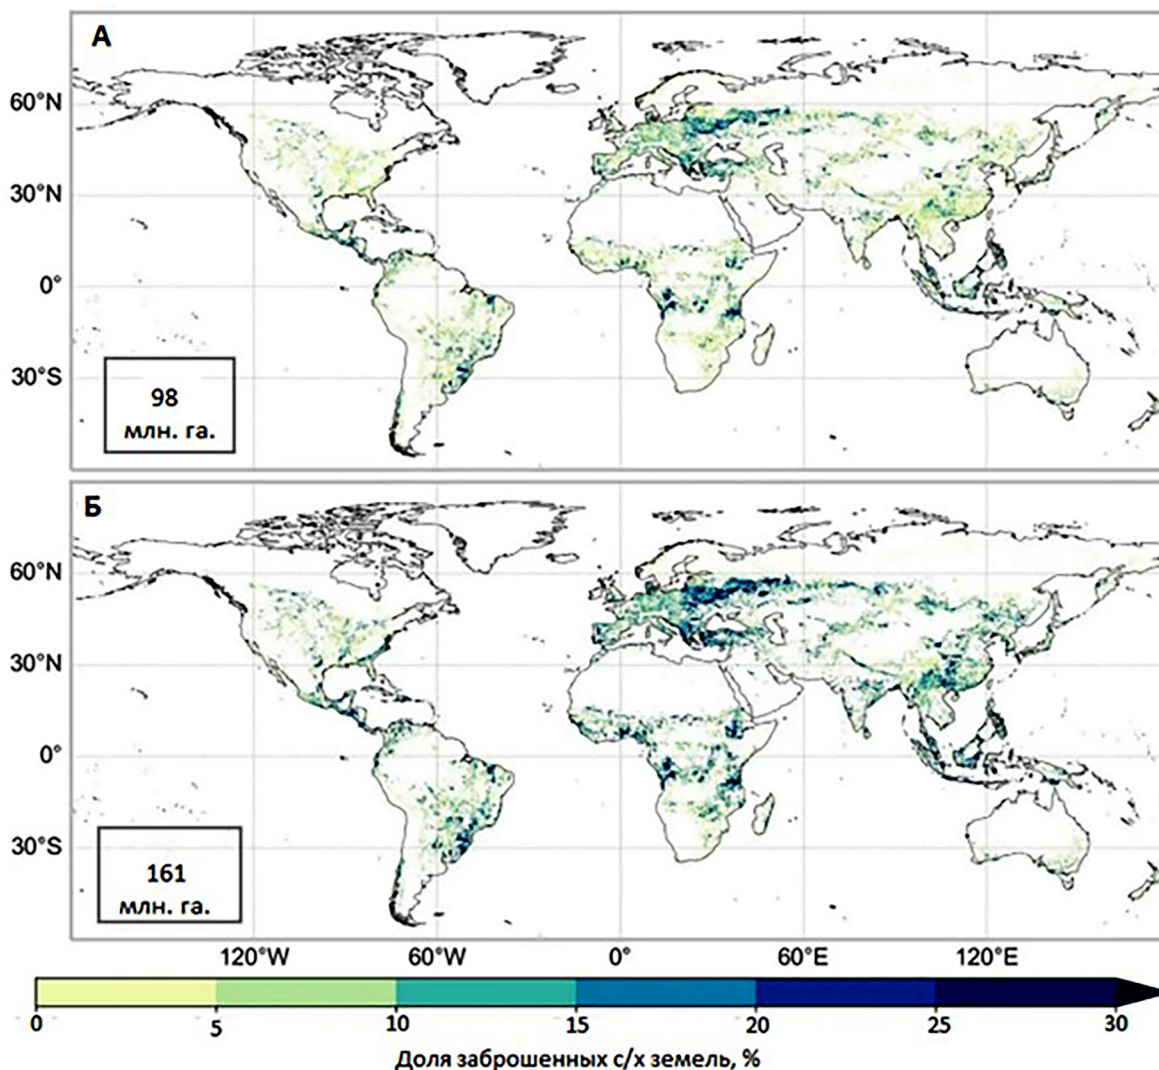 А
60°N
30°N
0°
30°S
98
млн. га.
Б
60°N
30°N
0°
30°S
161
млн. га.
120°W 60°W 0° 60°E 120°E
0 5 10 15 20 25 30
Доля заброшенных с/х земель, %